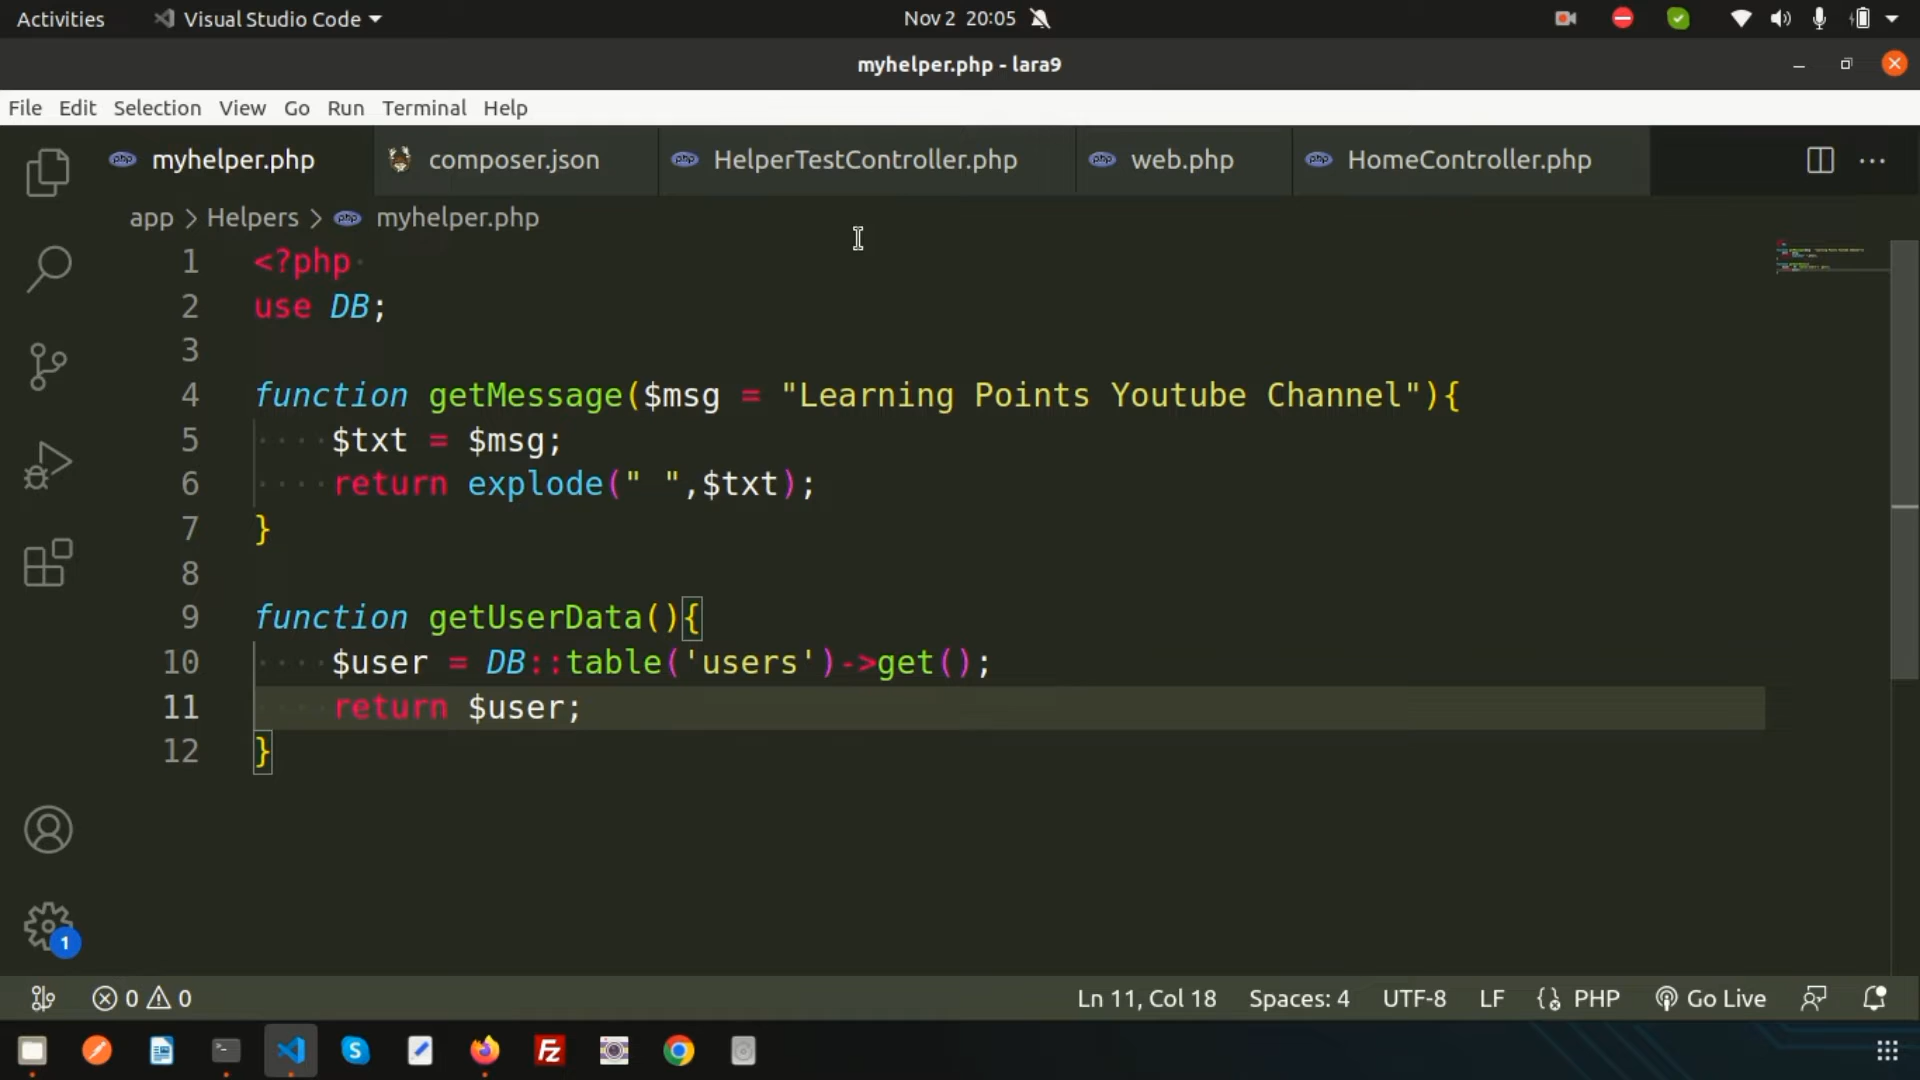 Activities Visual Studio Code Nov 2 20:05
myhelper.php - lara9
File Edit Selection View Go Run Terminal Help
myhelper.php composer.json HelperTestController.php web.php HomeController.php
app > Helpers > myhelper.php
1 <?php
2 use DB;
3
4 function getMessage($msg = "Learning Points Youtube Channel"){
5 $txt = $msg;
6 return explode(" ",$txt);
7 }
8
9 function getUserData(){
10 $user = DB::table('users')->get();
11 return $user;
12 }
1
0 0 Ln 11, Col 18 Spaces: 4 UTF-8 LF PHP Go Live